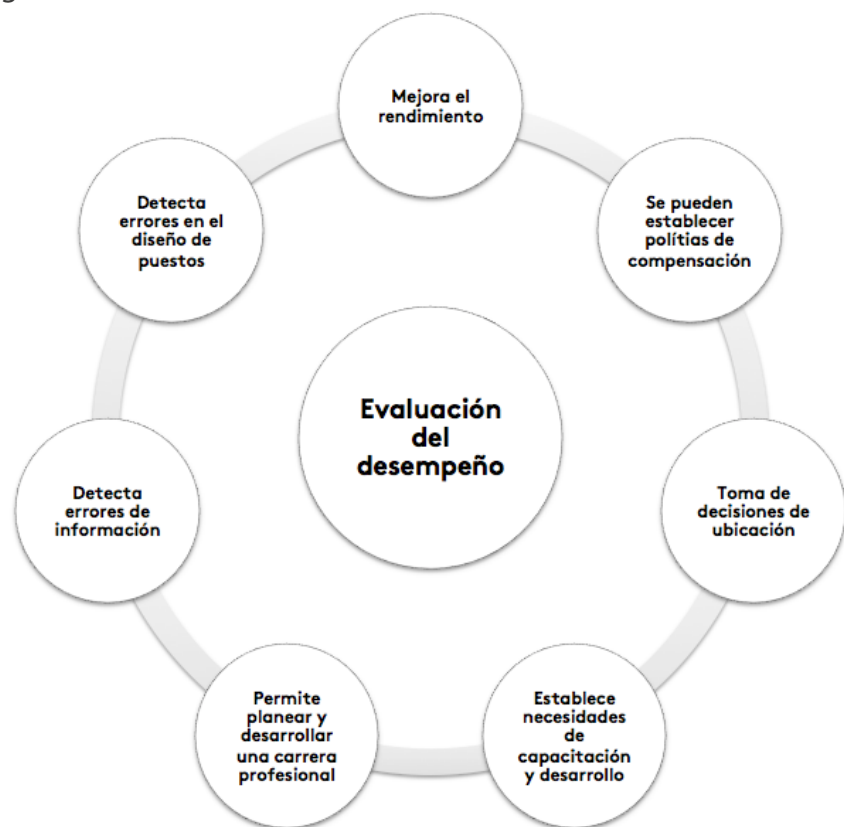 Mejora el
rendimiento
Se pueden
establecer
polítias de
compensación
Toma de
decisiones de
ubicación
Establece
necesidades
de
capacitación
y desarrollo
Permite
planear y
desarrollar
una carrera
profesional
Detecta
errores de
información
Detecta
errores en el
diseño de
puestos
Evaluación
del
desempeño